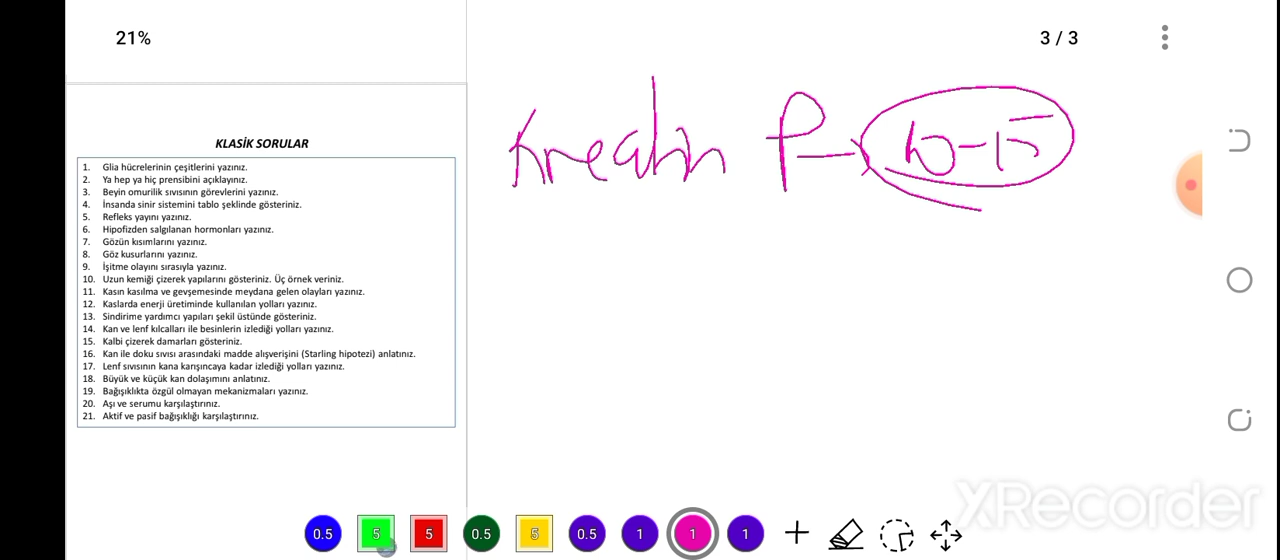 21%
3 / 3
Kreatin P 10-15
KLASİK SORULAR
1. Glia hücrelerinin çeşitlerini yazınız.
2. Ya hep ya hiç prensibini açıklayınız.
3. Beyin omurilik sıvısının görevlerini yazınız.
4. İnsanda sinir sistemini tablo şeklinde gösteriniz.
5. Refleks yayını yazınız.
6. Hipofizden salgılanan hormonları yazınız.
7. Gözün kısımlarını yazınız.
8. Göz kusurlarını yazınız.
9. İşitme olayını sırasıyla yazınız.
10. Uzun kemiği çizerek yapılarını gösteriniz. Üç örnek veriniz.
11. Kasın kasılma ve gevşemesinde meydana gelen olayları yazınız.
12. Kaslarda enerji üretiminde kullanılan yolları yazınız.
13. Sindirime yardımcı yapıları şekil üstünde gösteriniz.
14. Kan ve lenf kılcalları ile besinlerin izlediği yolları yazınız.
15. Kalbi çizerek damarları gösteriniz.
16. Kan ile doku sıvısı arasındaki madde alışverişini (Starling hipotezi) anlatınız.
17. Lenf sıvısının kana karışıncaya kadar izlediği yolları yazınız.
18. Büyük ve küçük kan dolaşımını anlatınız.
19. Bağışıklıkta özgül olmayan mekanizmaları yazınız.
20. Aşı ve serumu karşılaştırınız.
21. Aktif ve pasif bağışıklığı karşılaştırınız.
0.5 5 5 0.5 5 0.5 1 1 1
XRecorder